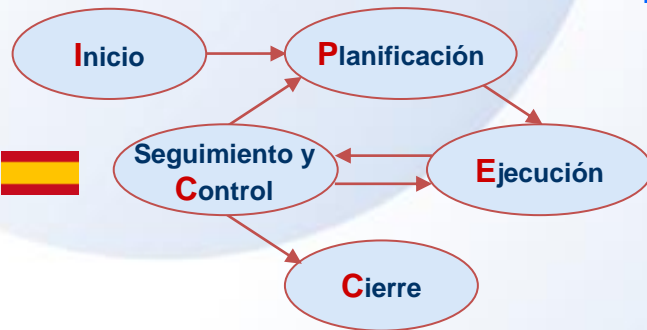 Inicio
Planificación
Seguimiento y
Control
Ejecución
Cierre